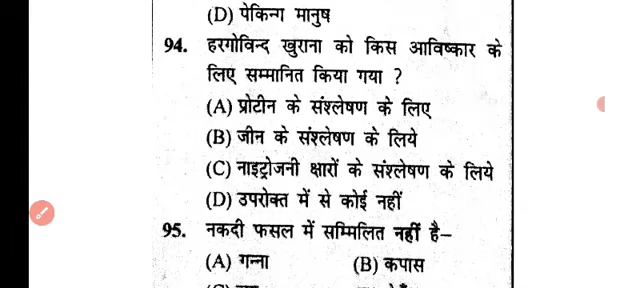 (D) पेकिन्ग मानुष
94. हरगोविन्द खुराना को किस आविष्कार के
लिए सम्मानित किया गया ?
(A) प्रोटीन के संश्लेषण के लिए
(B) जीन के संश्लेषण के लिये
(C) नाइट्रोजनी क्षारों के संश्लेषण के लिये
(D) उपरोक्त में से कोई नहीं
95. नकदी फसल में सम्मिलित नहीं है–
(A) गन्ना (B) कपास